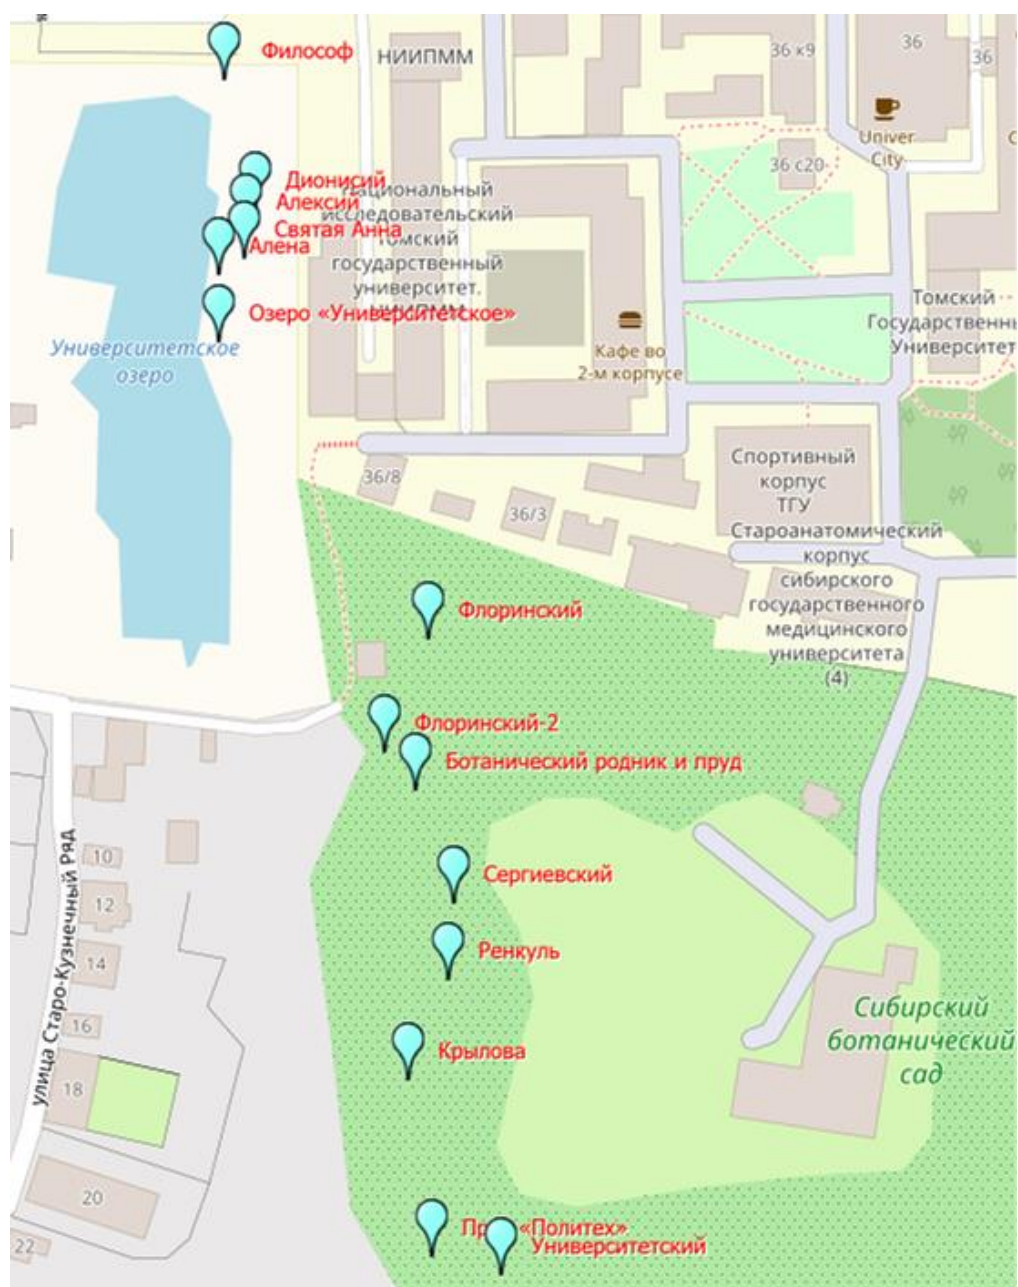 Философ
НИИПММ
36 к9
36
36
Univer
City
36 с20
Дионисий
Алексий
Святая Анна
Алена
Национальный
исследовательский
Томский
государственный
университет.
НИИПММ
Озеро «Университетское»
Университетское
озеро
Кафе во
2-м корпусе
Томский
Государственны
Университет
36/8
36/3
Спортивный
корпус
ТГУ
Староанатомический
корпус
сибирского
государственного
медицинского
университета
(4)
Флоринский
Флоринский-2
Ботанический родник и пруд
улица Старо-Кузнечный Ряд
10
12
14
16
18
20
22
Сергиевский
Ренкуль
Крылова
Сибирский
ботанический
сад
Пруд «Политех»
Университетский